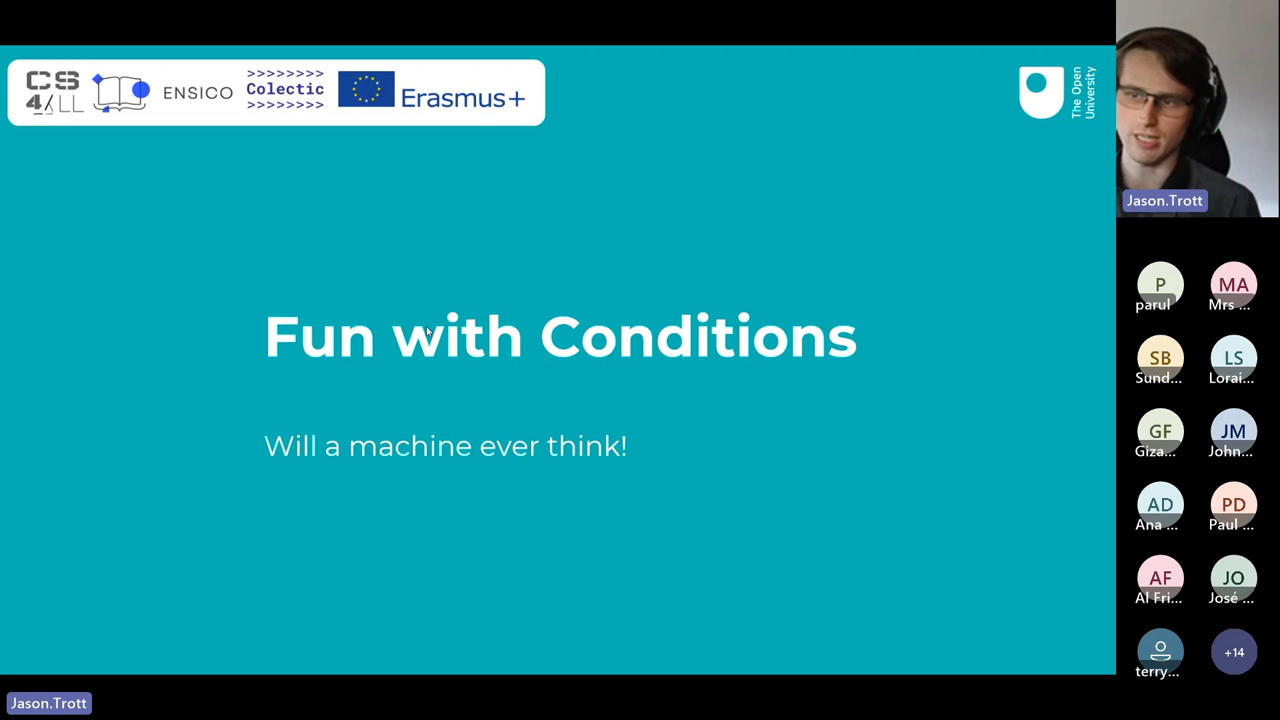 CS
4ALL
ENSICO
>>>>>>>>
Colectic
>>>>>>>>
Erasmus+
The Open
University
Fun with Conditions
Will a machine ever think!
Jason.Trott
P
parul
MA
Mrs ...
SB
Sund...
LS
Lorai...
GF
Giza...
JM
John...
AD
Ana ...
PD
Paul ...
AF
Al Fri...
JO
José ...
terry...
+14
Jason.Trott